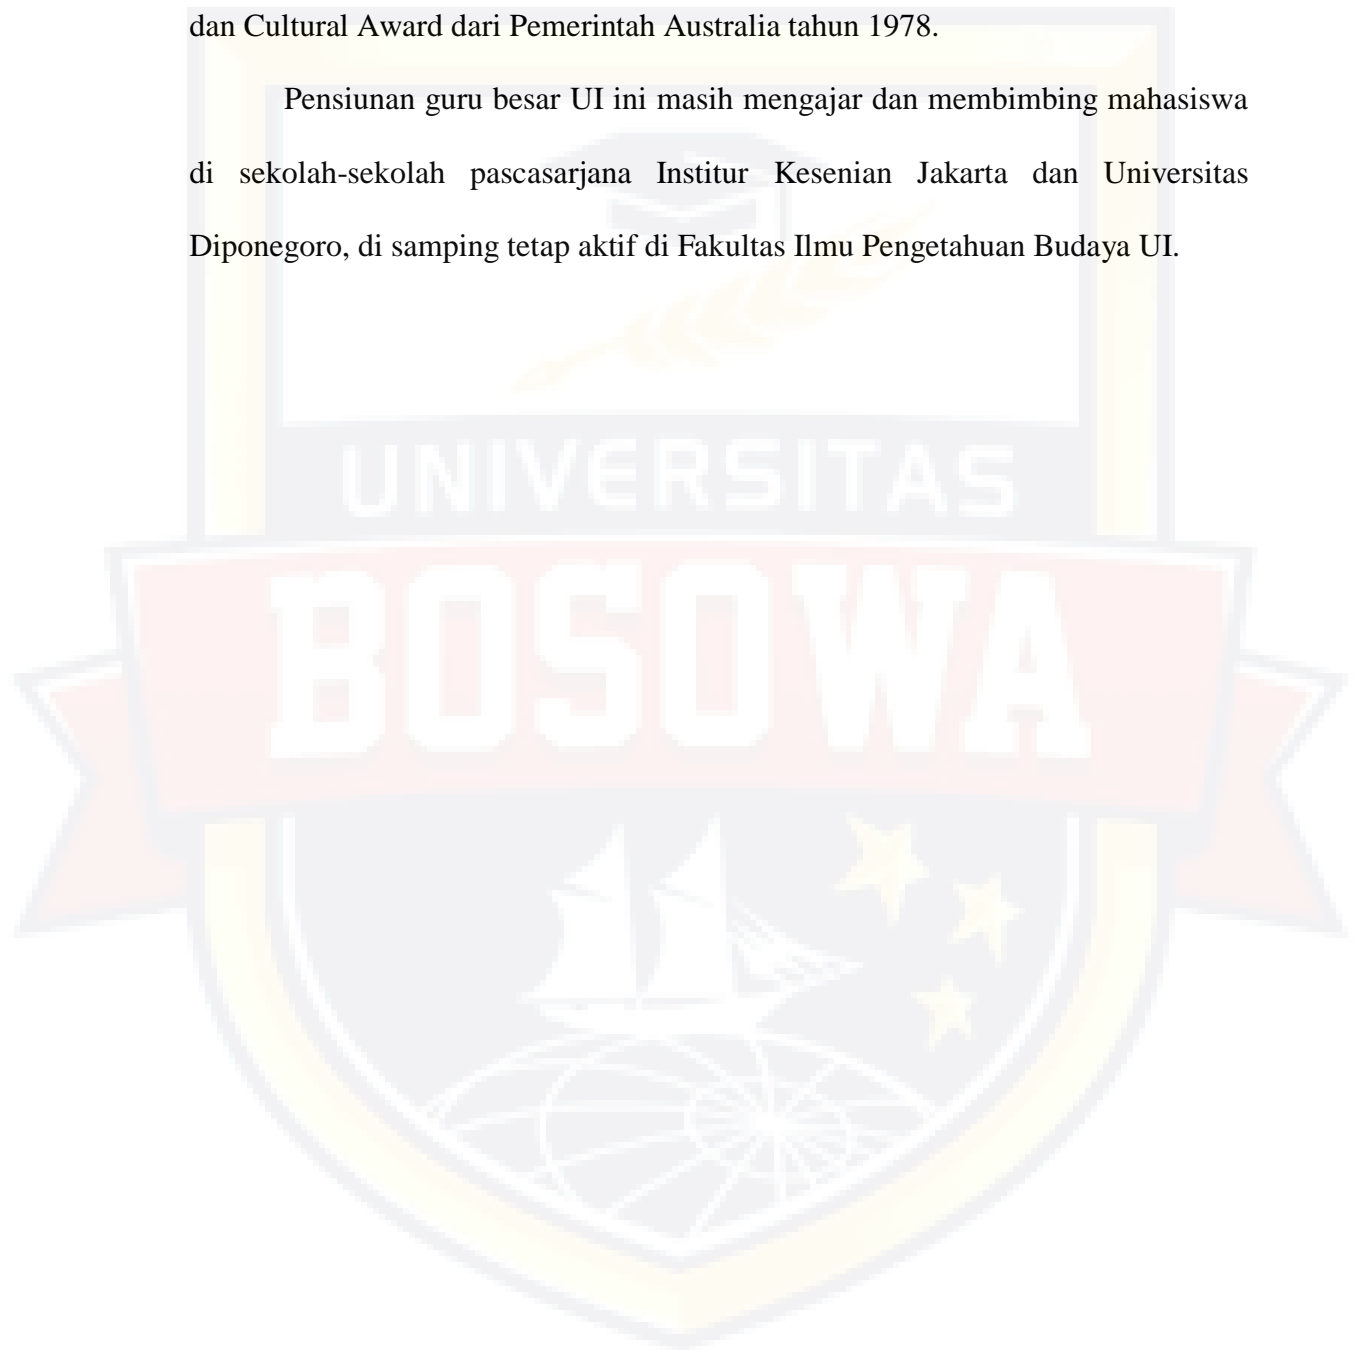 dan Cultural Award dari Pemerintah Australia tahun 1978.
Pensiunan guru besar UI ini masih mengajar dan membimbing mahasiswa
di sekolah-sekolah pascasarjana Institur Kesenian Jakarta dan Universitas
Diponegoro, di samping tetap aktif di Fakultas Ilmu Pengetahuan Budaya UI.
UNIVERSITAS
BOSOWA